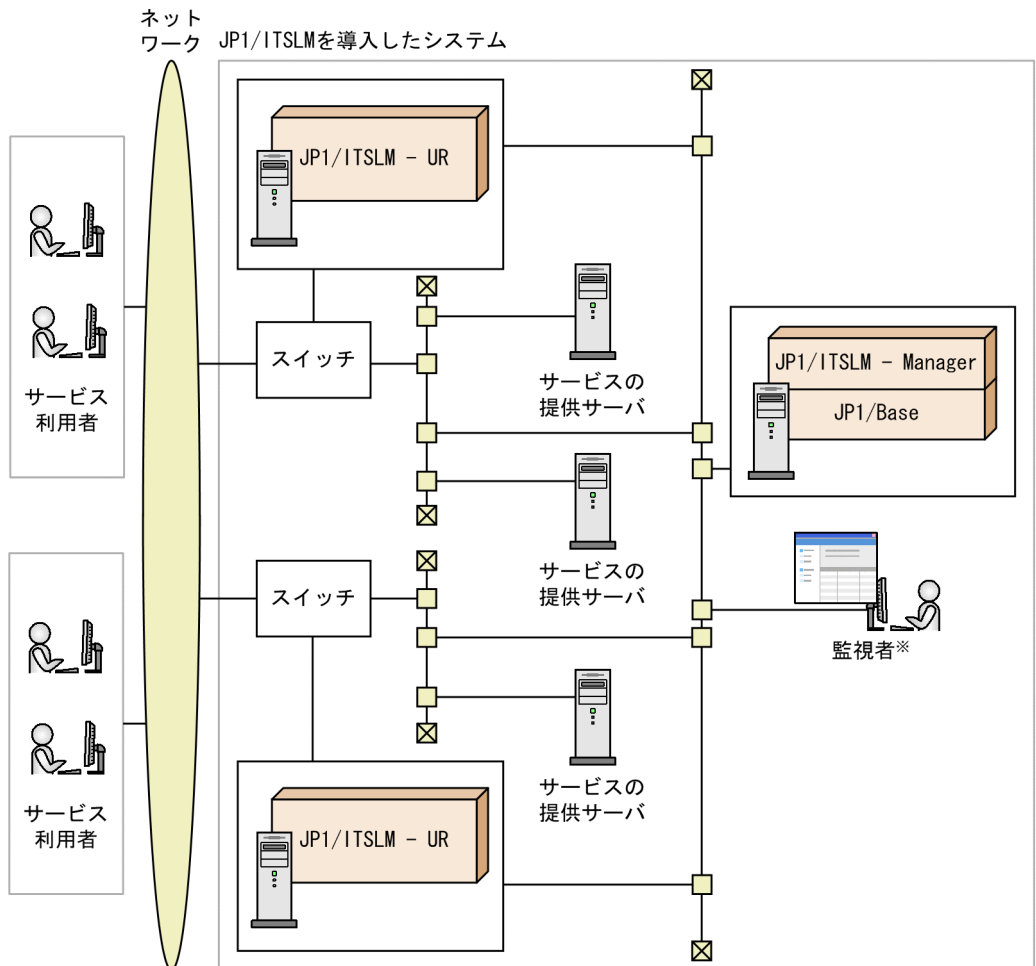 ネット
ワーク
JP1/ITSLMを導入したシステム
JP1/ITSLM - UR
スイッチ
サービスの
提供サーバ
サービス
利用者
JP1/ITSLM - Manager
JP1/Base
サービスの
提供サーバ
スイッチ
監視者※
サービスの
提供サーバ
サービス
利用者
JP1/ITSLM - UR